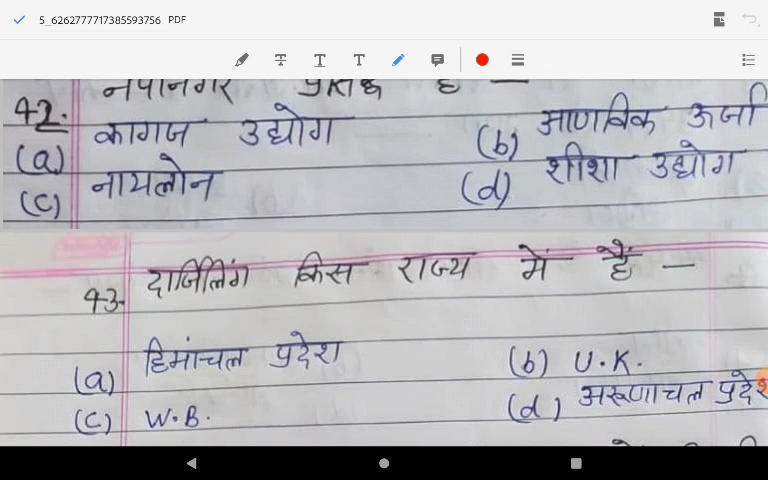 5_6262777717385593756 PDF
42. नेपानगर प्रसिद्ध है —
(a) कागज उद्योग (b) आणविक ऊर्जा
(c) नायलोन (d) शीशा उद्योग
43. दार्जिलिंग किस राज्य में है —
(a) हिमांचल प्रदेश (b) U.K.
(c) W.B. (d) अरूणाचल प्रदेश